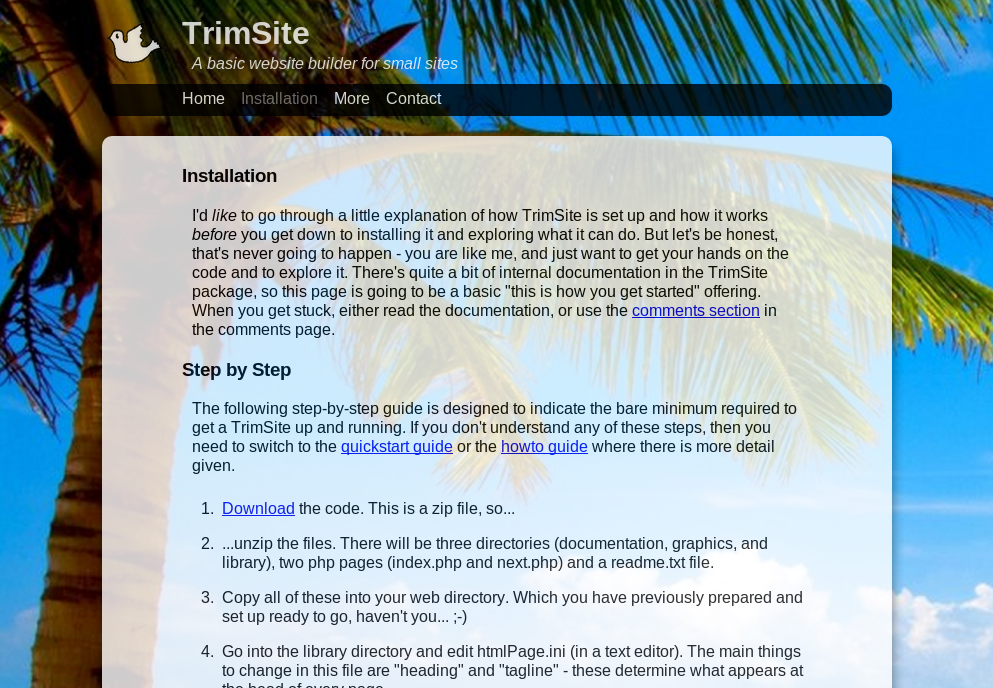 TrimSite
A basic website builder for small sites
Home Installation More Contact
Installation
I'd like to go through a little explanation of how TrimSite is set up and how it works
before you get down to installing it and exploring what it can do. But let's be honest,
that's never going to happen - you are like me, and just want to get your hands on the
code and to explore it. There's quite a bit of internal documentation in the TrimSite
package, so this page is going to be a basic "this is how you get started" offering.
When you get stuck, either read the documentation, or use the comments section in
the comments page.
Step by Step
The following step-by-step guide is designed to indicate the bare minimum required to
get a TrimSite up and running. If you don't understand any of these steps, then you
need to switch to the quickstart guide or the howto guide where there is more detail
given.
1. Download the code. This is a zip file, so...
2. ...unzip the files. There will be three directories (documentation, graphics, and
library), two php pages (index.php and next.php) and a readme.txt file.
3. Copy all of these into your web directory. Which you have previously prepared and
set up ready to go, haven't you... ;-)
4. Go into the library directory and edit htmlPage.ini (in a text editor). The main things
to change in this file are "heading" and "tagline" - these determine what appears at
the head of every page.